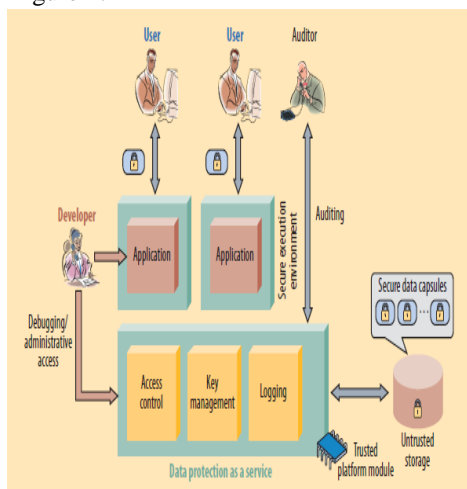 User
User
Auditor
Developer
Application
Application
Secure execution
environment
Auditing
Debugging/
administrative
access
Secure data capsules
...
Access
control
Key
management
Logging
Untrusted
storage
Trusted
platform module
Data protection as a service